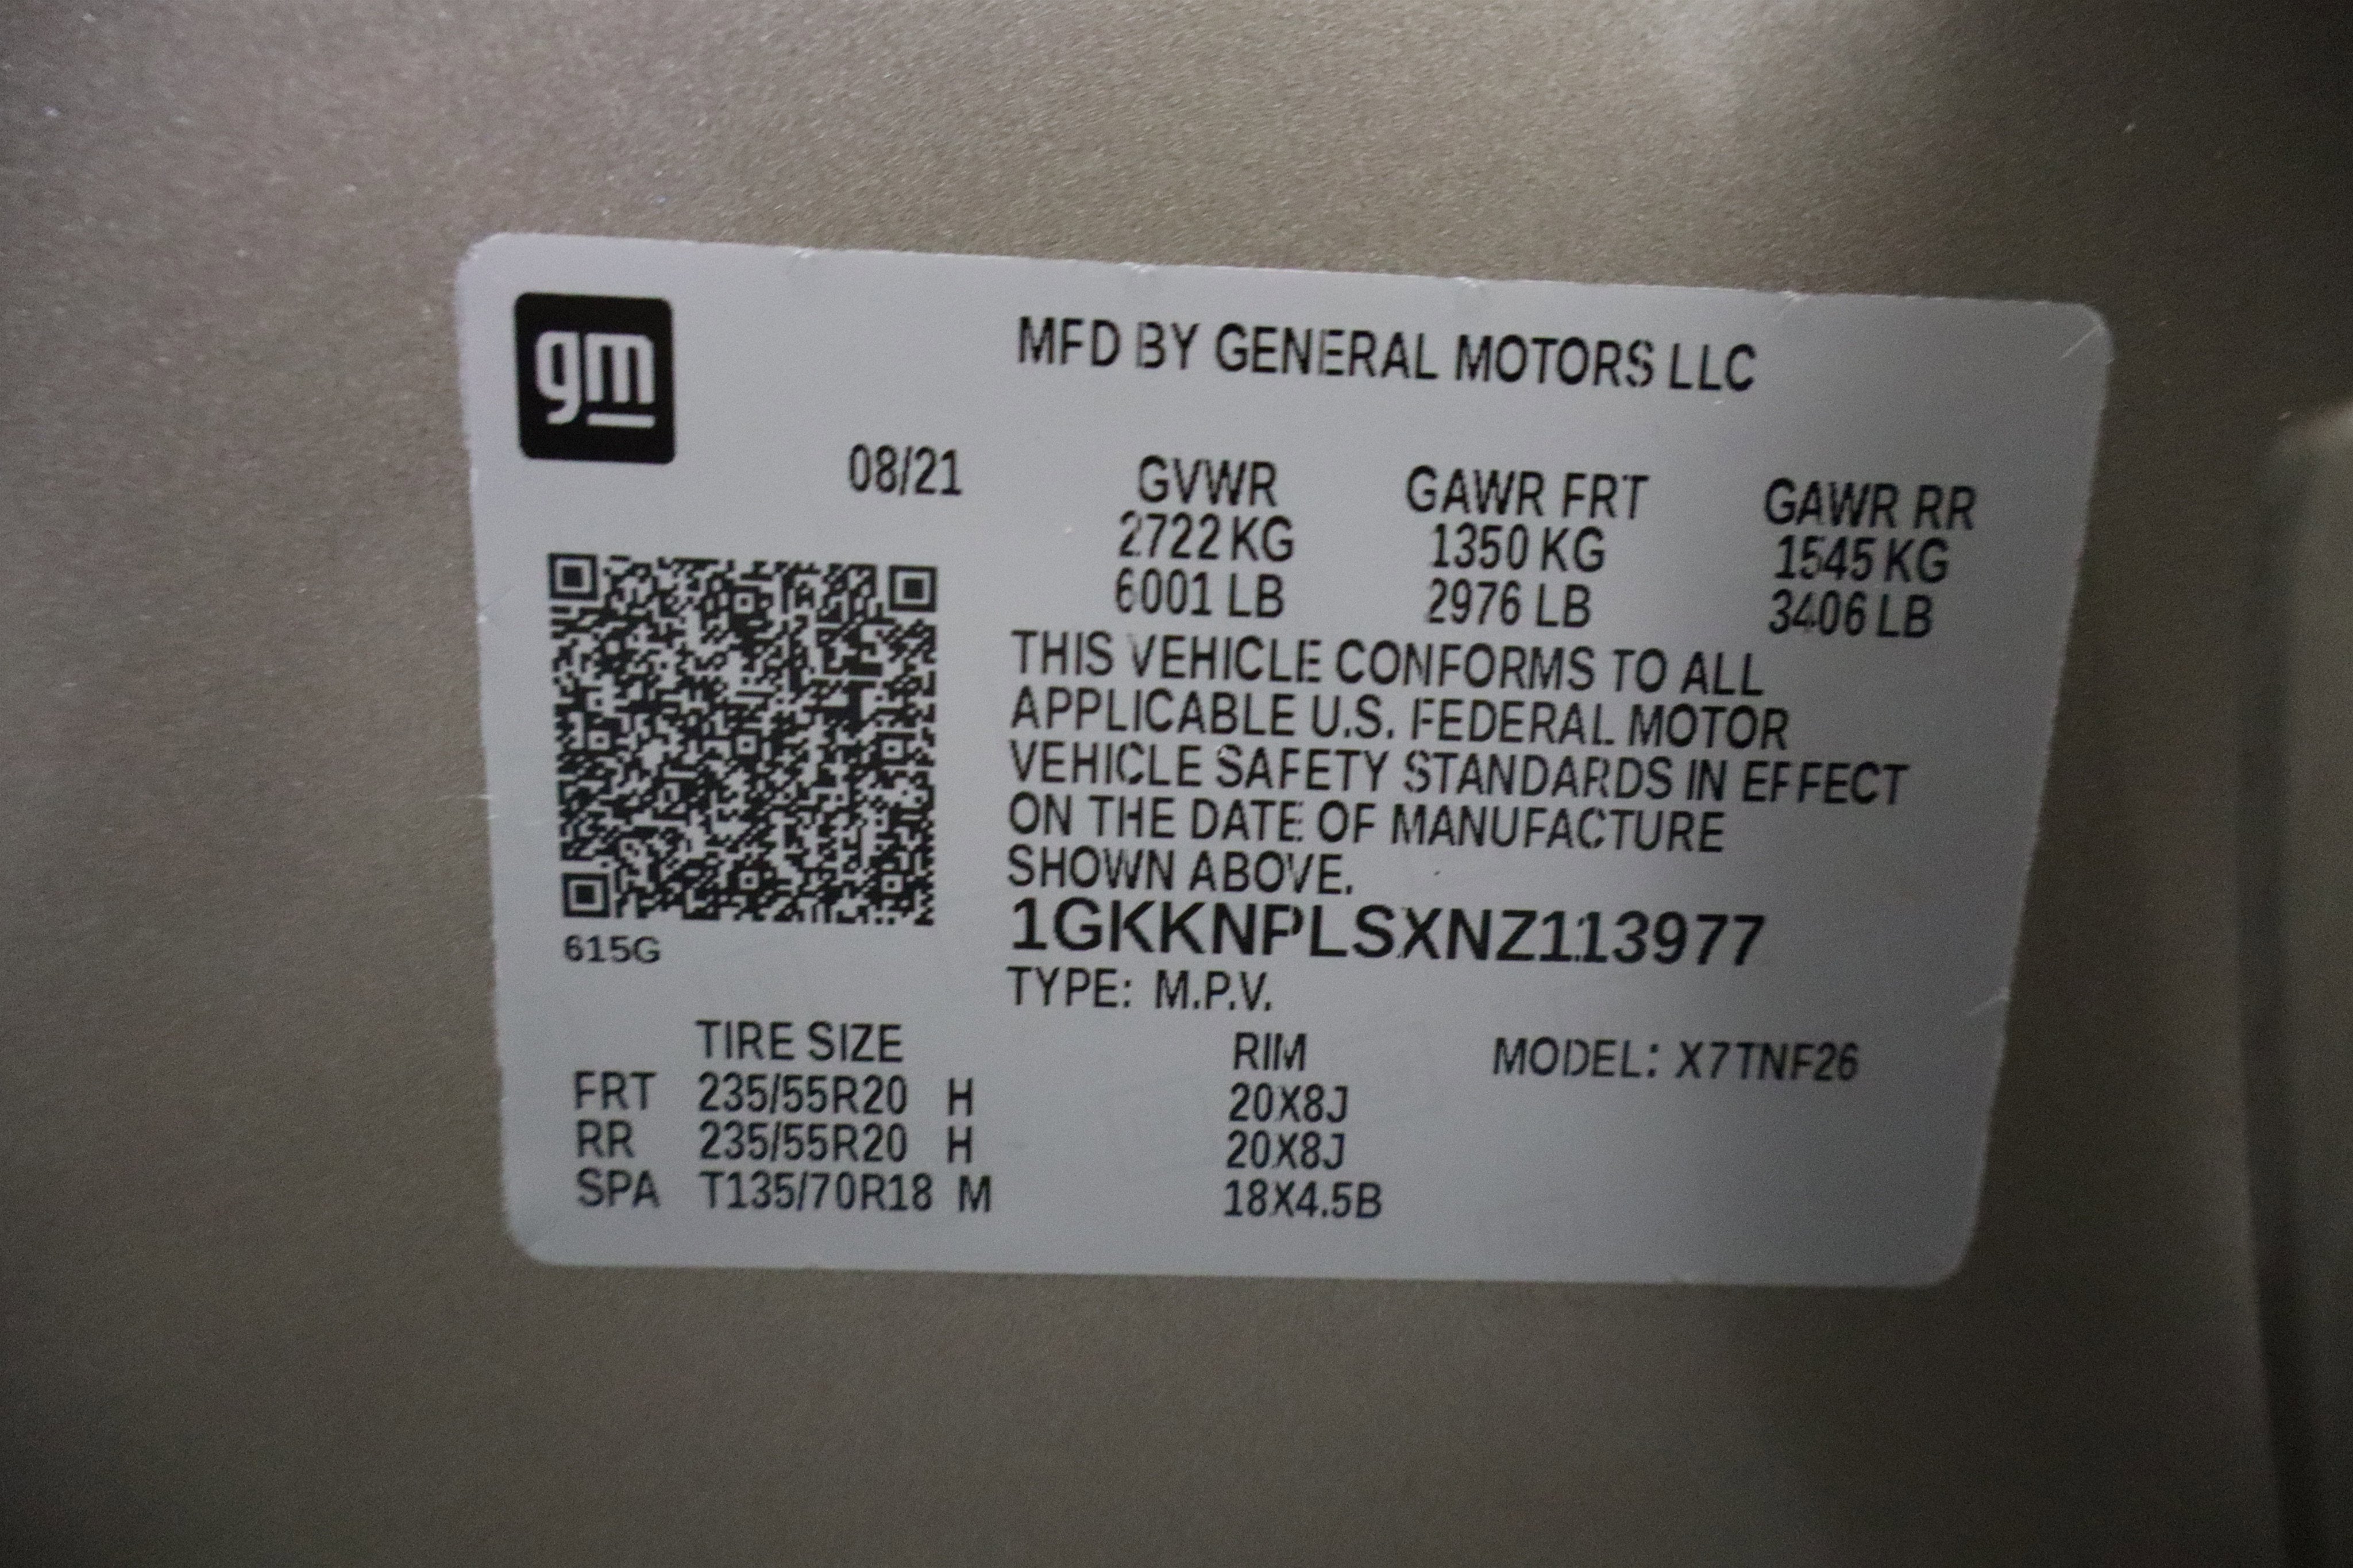 gm
MFD BY GENERAL MOTORS LLC
08/21 GVWR GAWR FRT GAWR RR
2722 KG 1350 KG 1545 KG
6001 LB 2976 LB 3406 LB
THIS VEHICLE CONFORMS TO ALL
APPLICABLE U.S. FEDERAL MOTOR
VEHICLE SAFETY STANDARDS IN EFFECT
ON THE DATE OF MANUFACTURE
SHOWN ABOVE.
1GKKNPLSXNZ113977
615G
TYPE: M.P.V.
TIRE SIZE RIM MODEL: X7TNF26
FRT 235/55R20 H 20X8J
RR 235/55R20 H 20X8J
SPA T135/70R18 M 18X4.5B